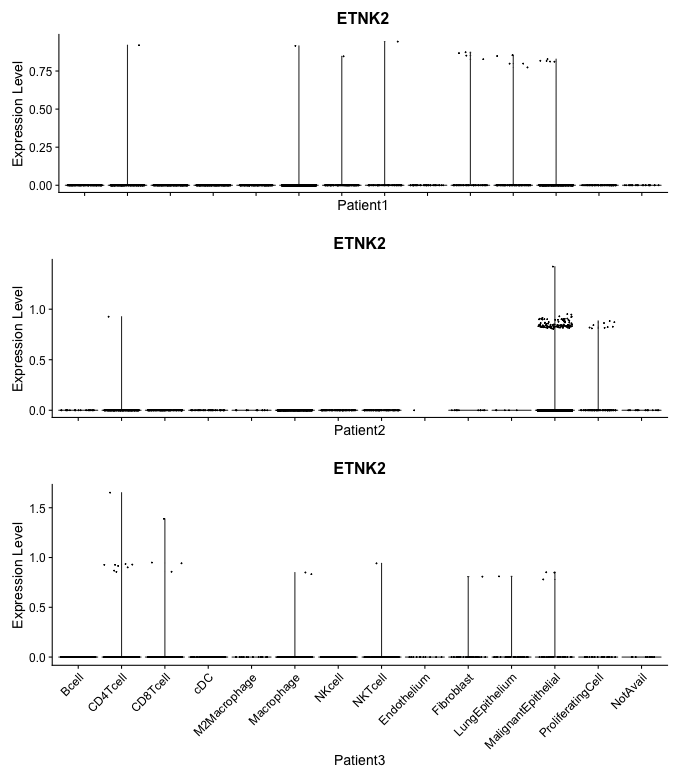 ETNK2
Expression Level
0.75
0.50
0.25
0.00
Patient1
ETNK2
Expression Level
1.0
0.5
0.0
Patient2
ETNK2
Expression Level
1.5
1.0
0.5
0.0
Bcell
CD4Tcell
CD8Tcell
cDC
M2Macrophage
Macrophage
NKcell
NKTcell
Endothelium
Fibroblast
LungEpithelium
MalignantEpithelial
ProliferatingCell
NotAvail
Patient3